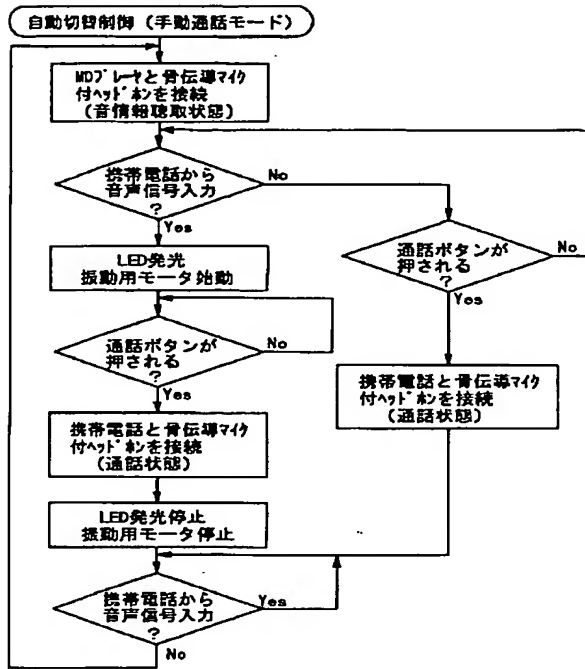 自動切替制御（手動通話モード）
MDプレーヤと骨伝導マイク
付ヘッドホンを接続
(音情報聴取状態)
携帯電話から
音声信号入力
?
No
Yes
LED発光
振動用モータ始動
通話ボタンが
押される
?
No
Yes
通話ボタンが
押される
?
No
Yes
携帯電話と骨伝導マイク
付ヘッドホンを接続
(通話状態)
携帯電話と骨伝導マイク
付ヘッドホンを接続
(通話状態)
LED発光停止
振動用モータ停止
携帯電話から
音声信号入力
?
Yes
No